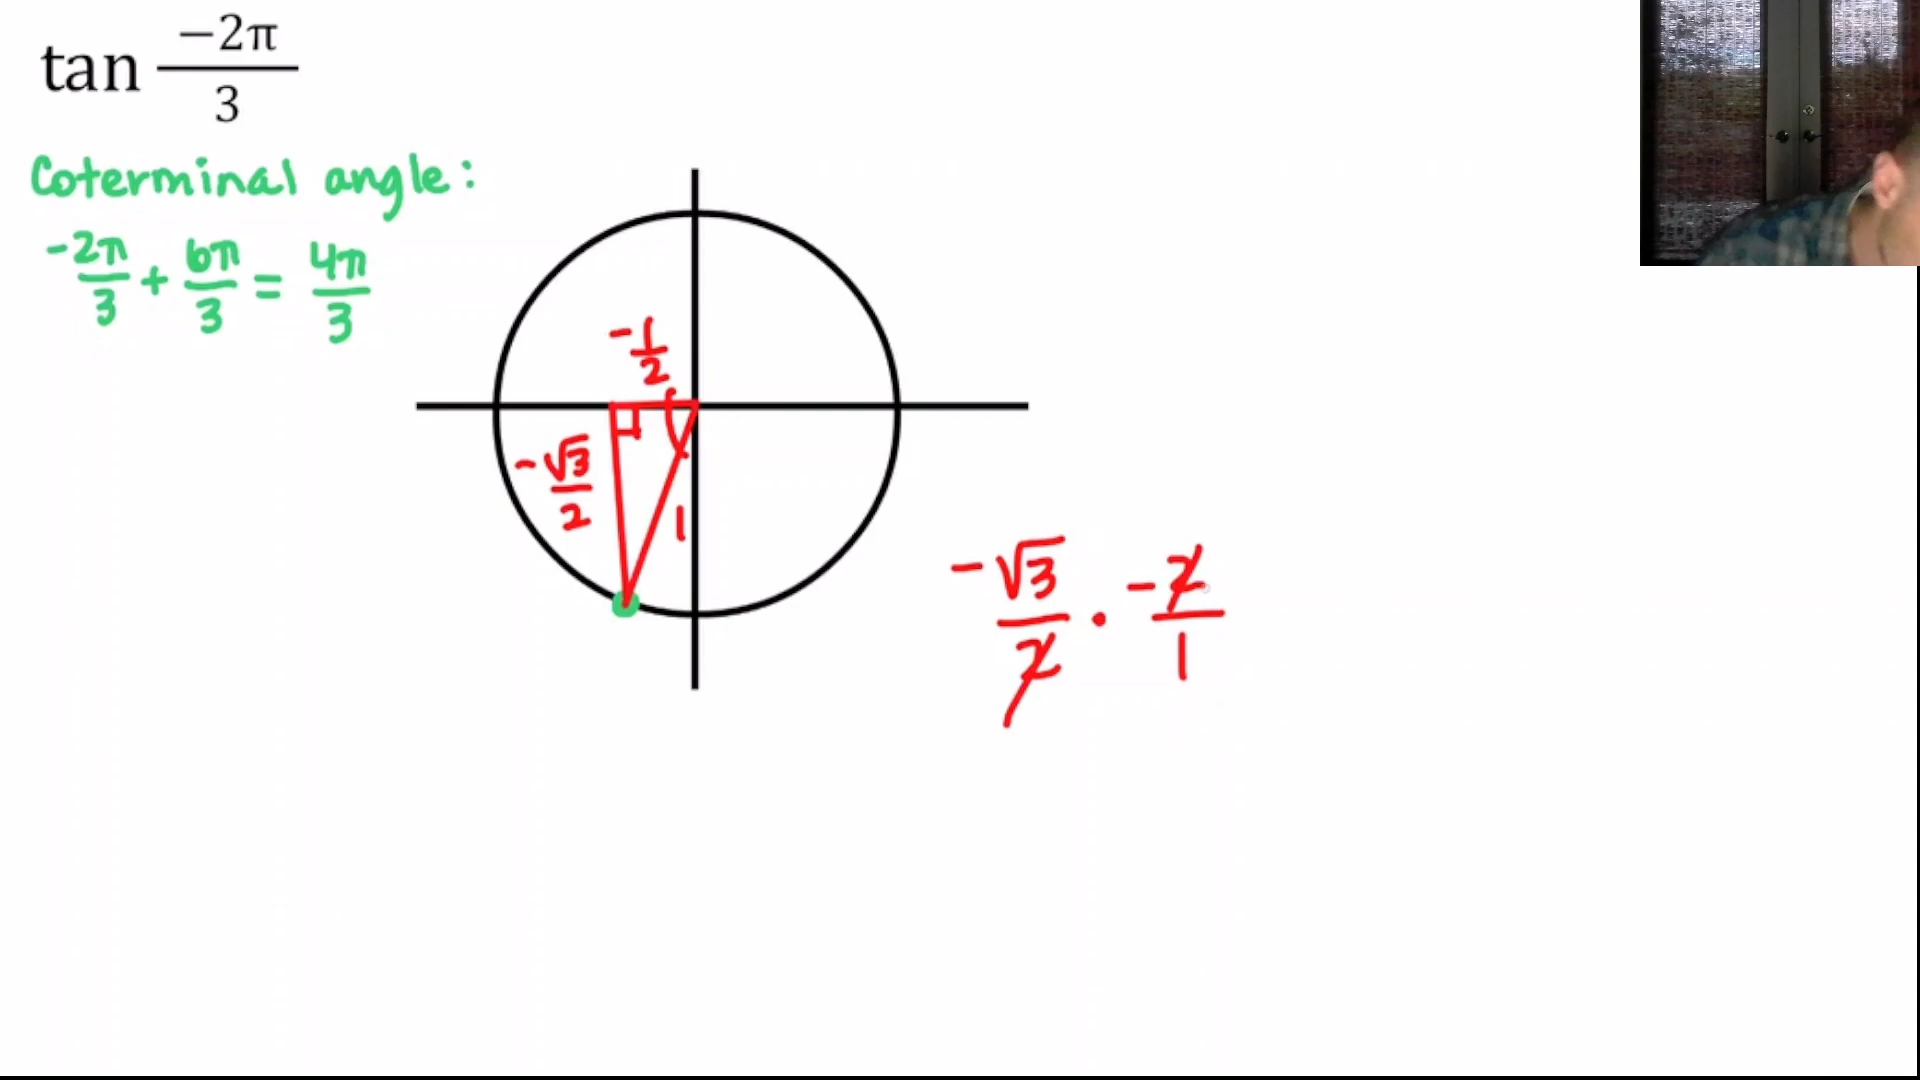 tan −2π/3
Coterminal angle:
-2π/3 + 6π/3 = 4π/3
-1/2
-√3/2
1
-√3/2 · -2/1